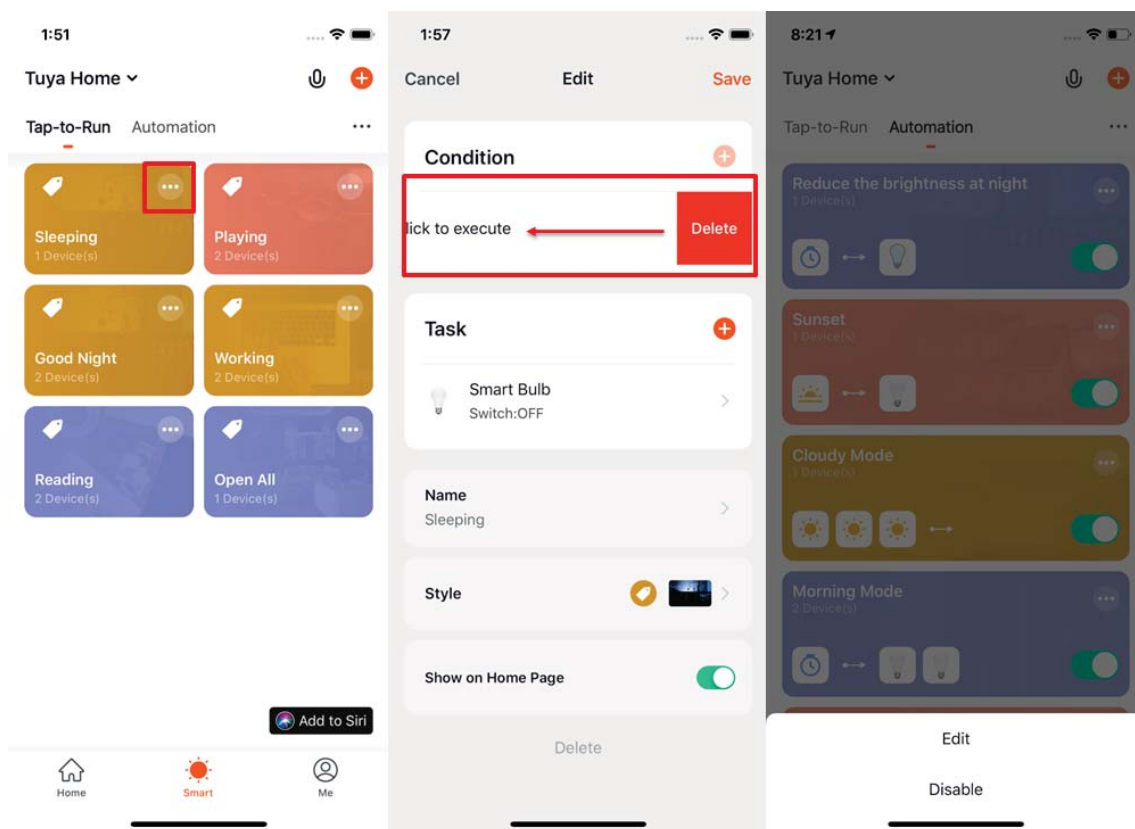 1:51
Tuya Home
Tap-to-Run Automation
Sleeping
1 Device(s)
Playing
2 Device(s)
Good Night
2 Device(s)
Working
2 Device(s)
Reading
2 Device(s)
Open All
1 Device(s)
Add to Siri
Home Smart Me
1:57
Cancel Edit Save
Condition
lick to execute Delete
Task
Smart Bulb
Switch:OFF
Name
Sleeping
Style
Show on Home Page
Delete
8:21
Tuya Home
Tap-to-Run Automation
Reduce the brightness at night
1 Device(s)
Sunset
1 Device(s)
Cloudy Mode
1 Device(s)
Morning Mode
2 Device(s)
Edit
Disable